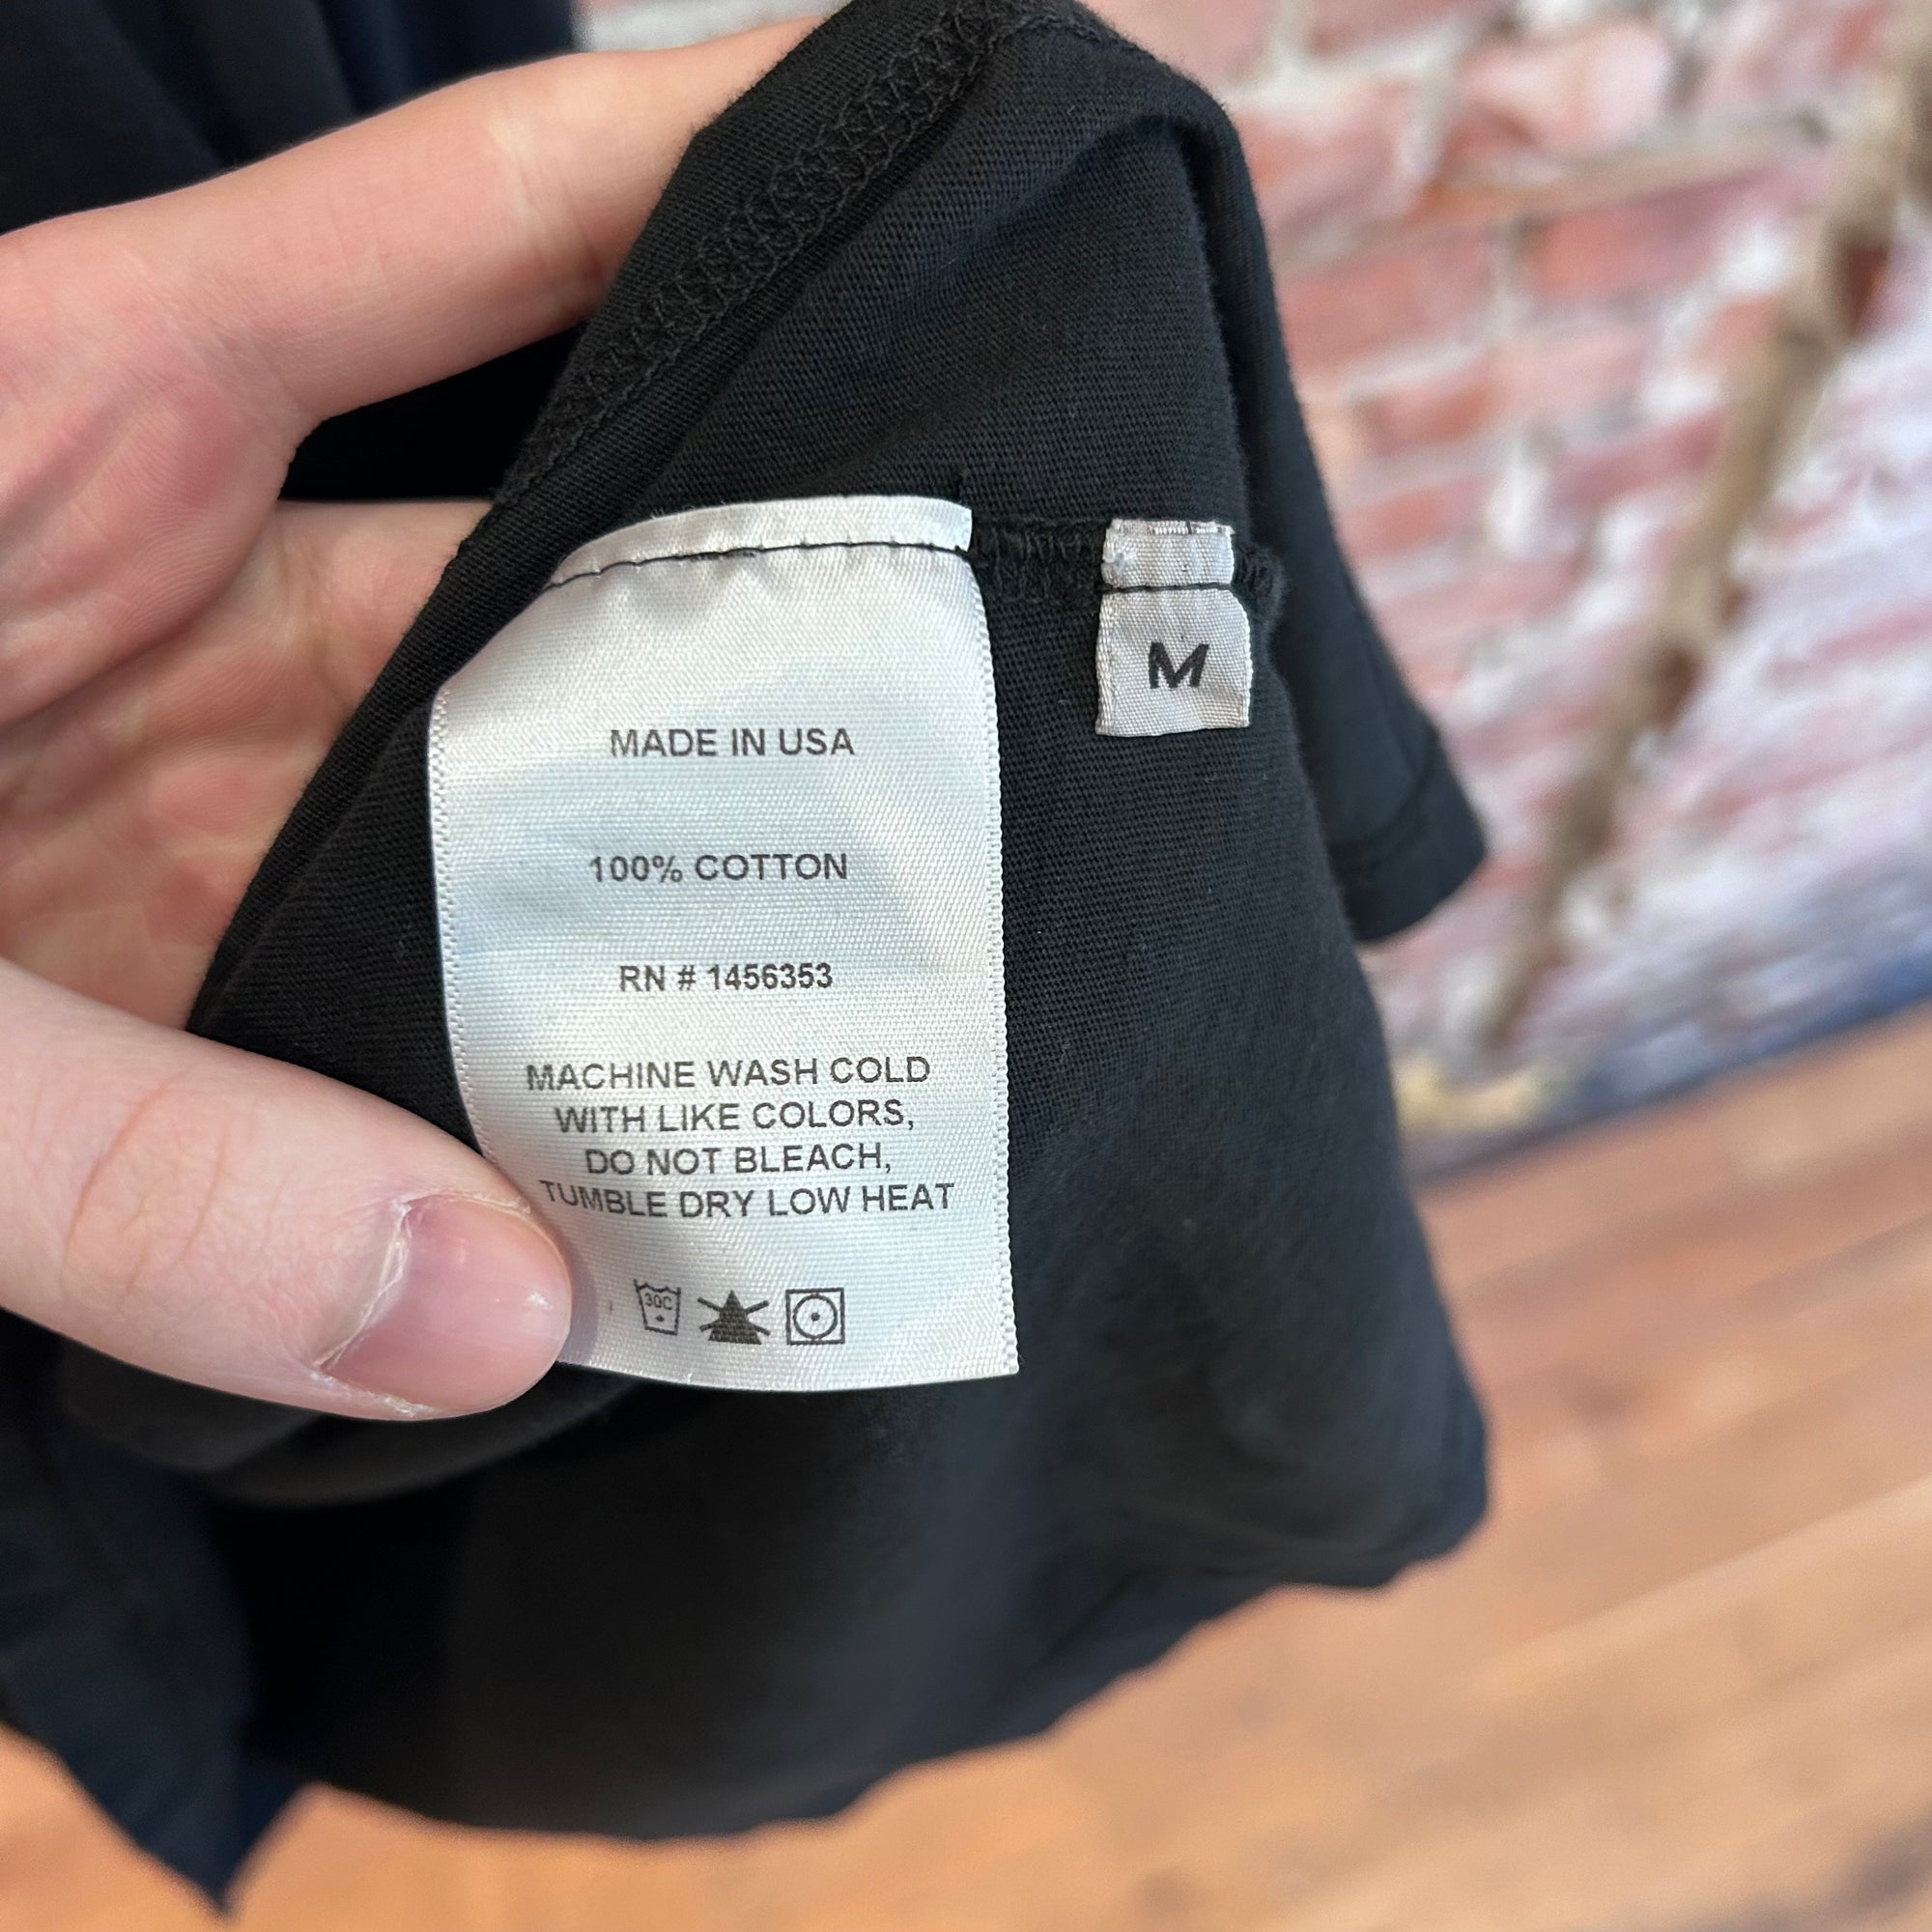 MADE IN USA
100% COTTON
RN # 1456353
MACHINE WASH COLD
WITH LIKE COLORS,
DO NOT BLEACH,
TUMBLE DRY LOW HEAT
30C
M